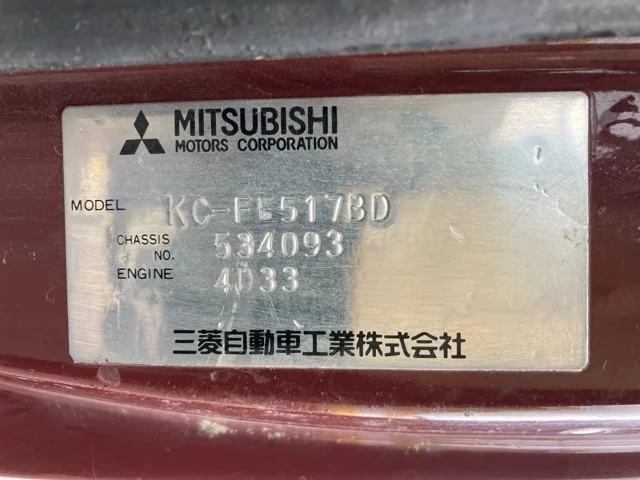 MITSUBISHI
MOTORS CORPORATION
MODEL KC-FE517BD
CHASSIS NO. 534093
ENGINE 4D33
三菱自動車工業株式会社